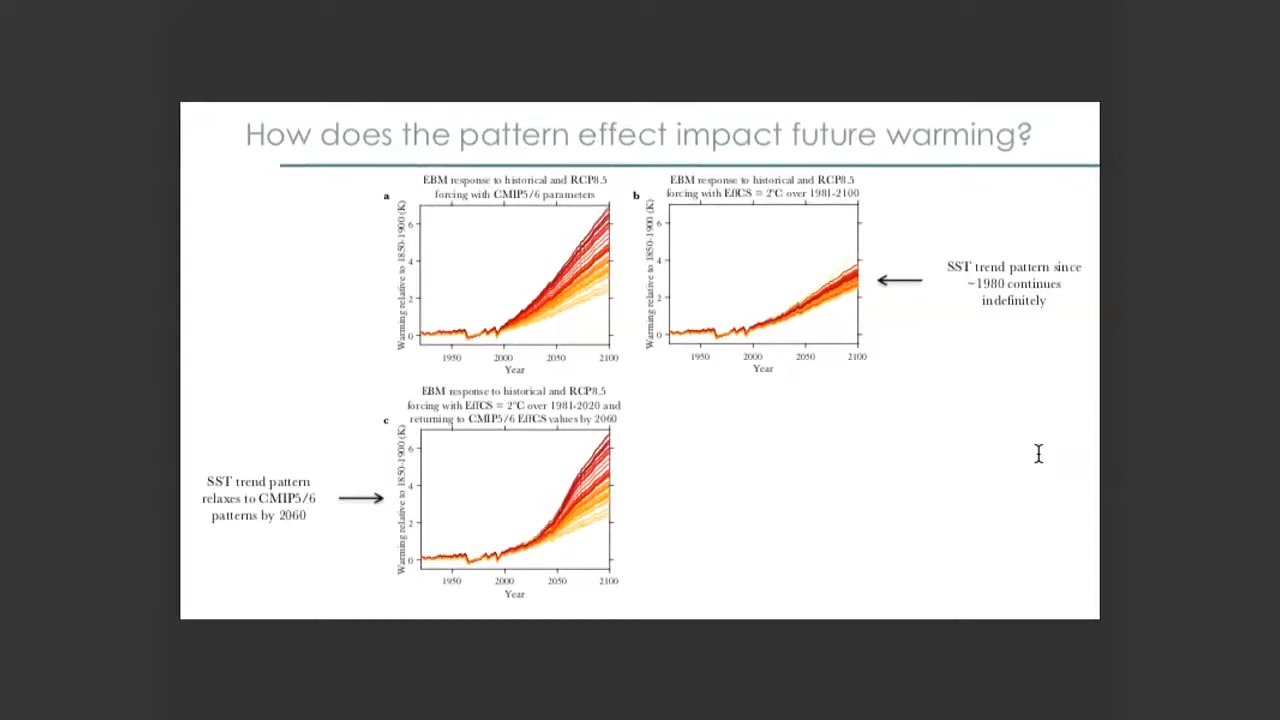 How does the pattern effect impact future warming?
EBM response to historical and RCP8.5
forcing with CMIP5/6 parameters
a
Warming relative to 1850-1900 (K)
6
4
2
0
1950 2000 2050 2100
Year
EBM response to historical and RCP8.5
forcing with EffCS = 2°C over 1981-2100
b
Warming relative to 1850-1900 (K)
6
4
2
0
1950 2000 2050 2100
Year
SST trend pattern since
~1980 continues
indefinitely
EBM response to historical and RCP8.5
forcing with EffCS = 2°C over 1981-2020 and
returning to CMIP5/6 EffCS values by 2060
c
Warming relative to 1850-1900 (K)
6
4
2
0
1950 2000 2050 2100
Year
SST trend pattern
relaxes to CMIP5/6
patterns by 2060